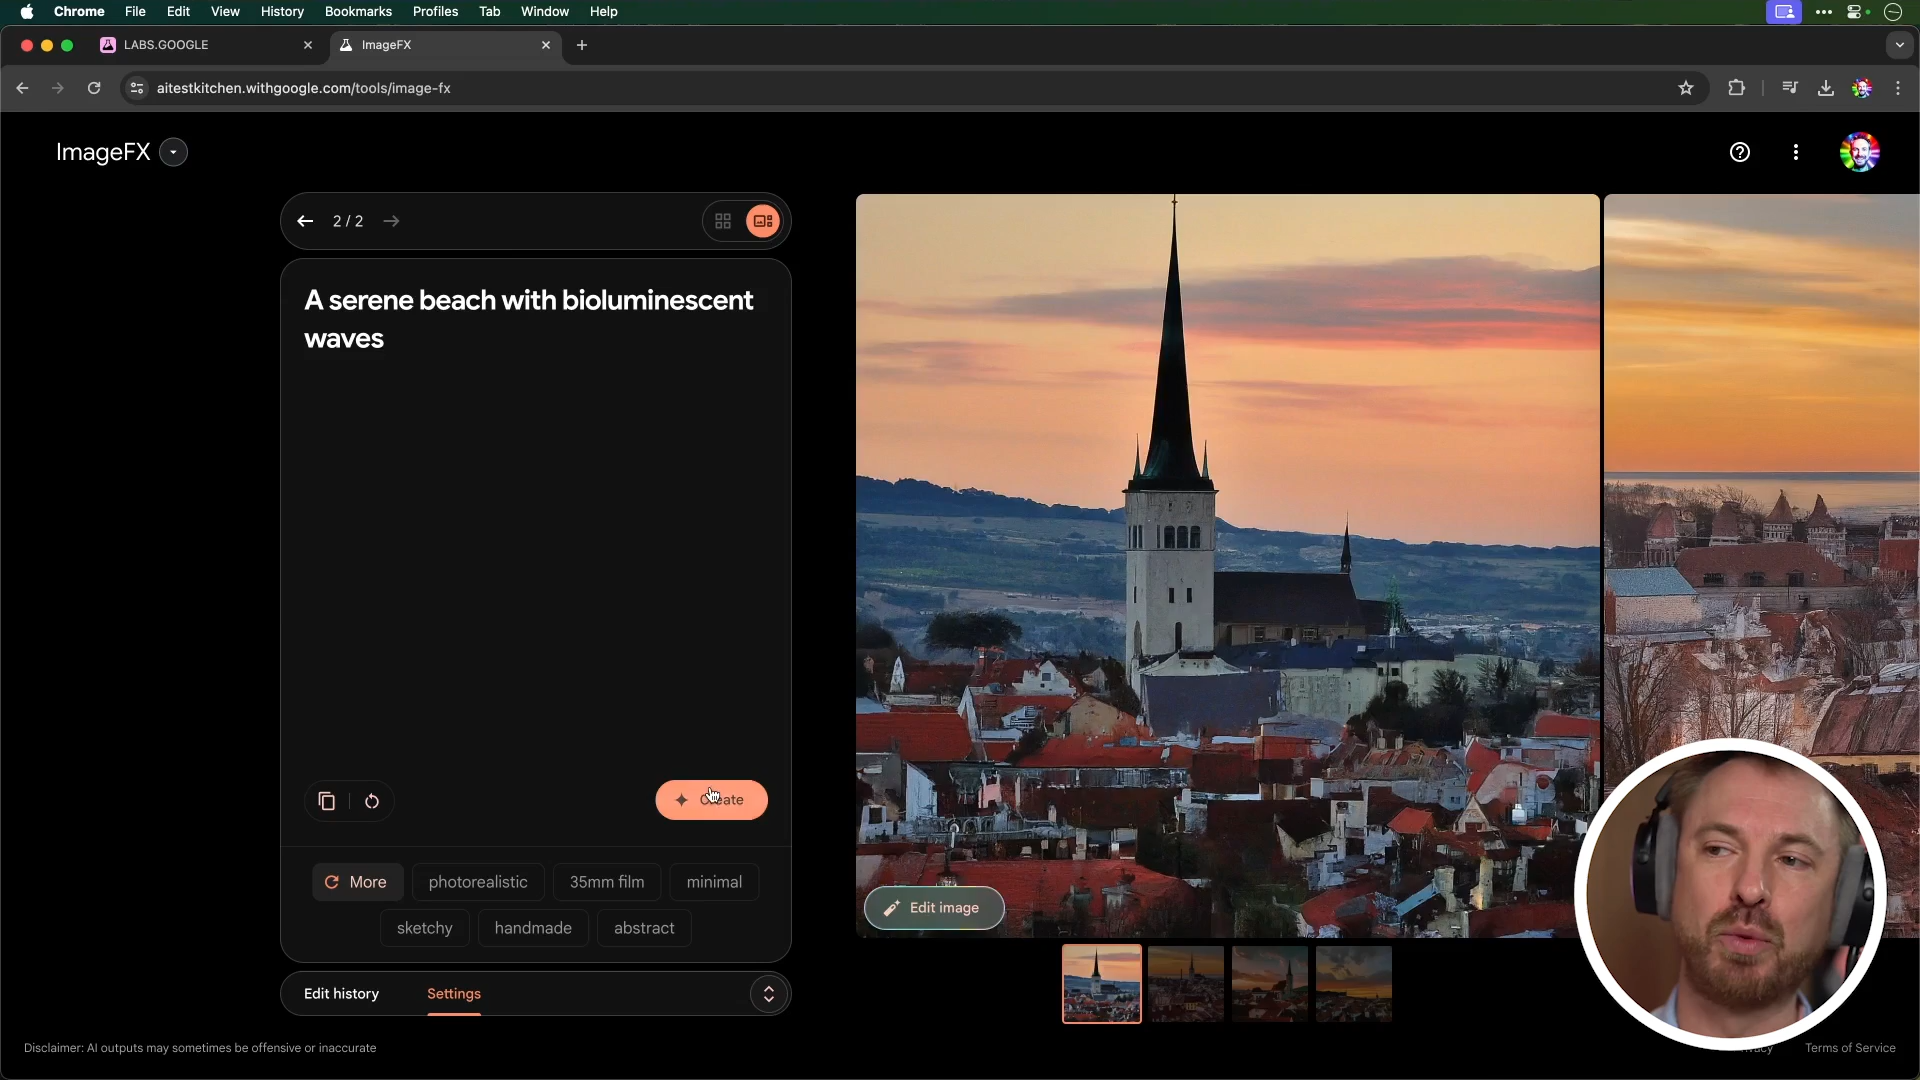 Chrome File Edit View History Bookmarks Profiles Tab Window Help
LABS.GOOGLE
ImageFX
aitestkitchen.withgoogle.com/tools/image-fx
ImageFX
2 / 2
A serene beach with bioluminescent
waves
Create
More photorealistic 35mm film minimal
sketchy handmade abstract
Edit image
Edit history Settings
Disclaimer: AI outputs may sometimes be offensive or inaccurate
Terms of Service